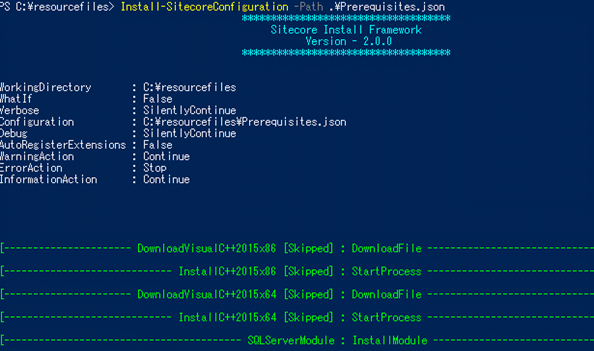 PS C:¥resourcefiles> Install-SitecoreConfiguration -Path .¥Prerequisites.json
************************************
Sitecore Install Framework
Version - 2.0.0
************************************
WorkingDirectory : C:¥resourcefiles
WhatIf : False
Verbose : SilentlyContinue
Configuration : C:¥resourcefiles¥Prerequisites.json
Debug : SilentlyContinue
AutoRegisterExtensions : False
WarningAction : Continue
ErrorAction : Stop
InformationAction : Continue
[---------------------- DownloadVisualC++2015x86 [Skipped] : DownloadFile -----------------------------
[----------------------------- InstallC++2015x86 [Skipped] : StartProcess -----------------------------
[---------------------- DownloadVisualC++2015x64 [Skipped] : DownloadFile -----------------------------
[----------------------------- InstallC++2015x64 [Skipped] : StartProcess -----------------------------
[----------------------------------------- SQLServerModule : InstallModule ----------------------------